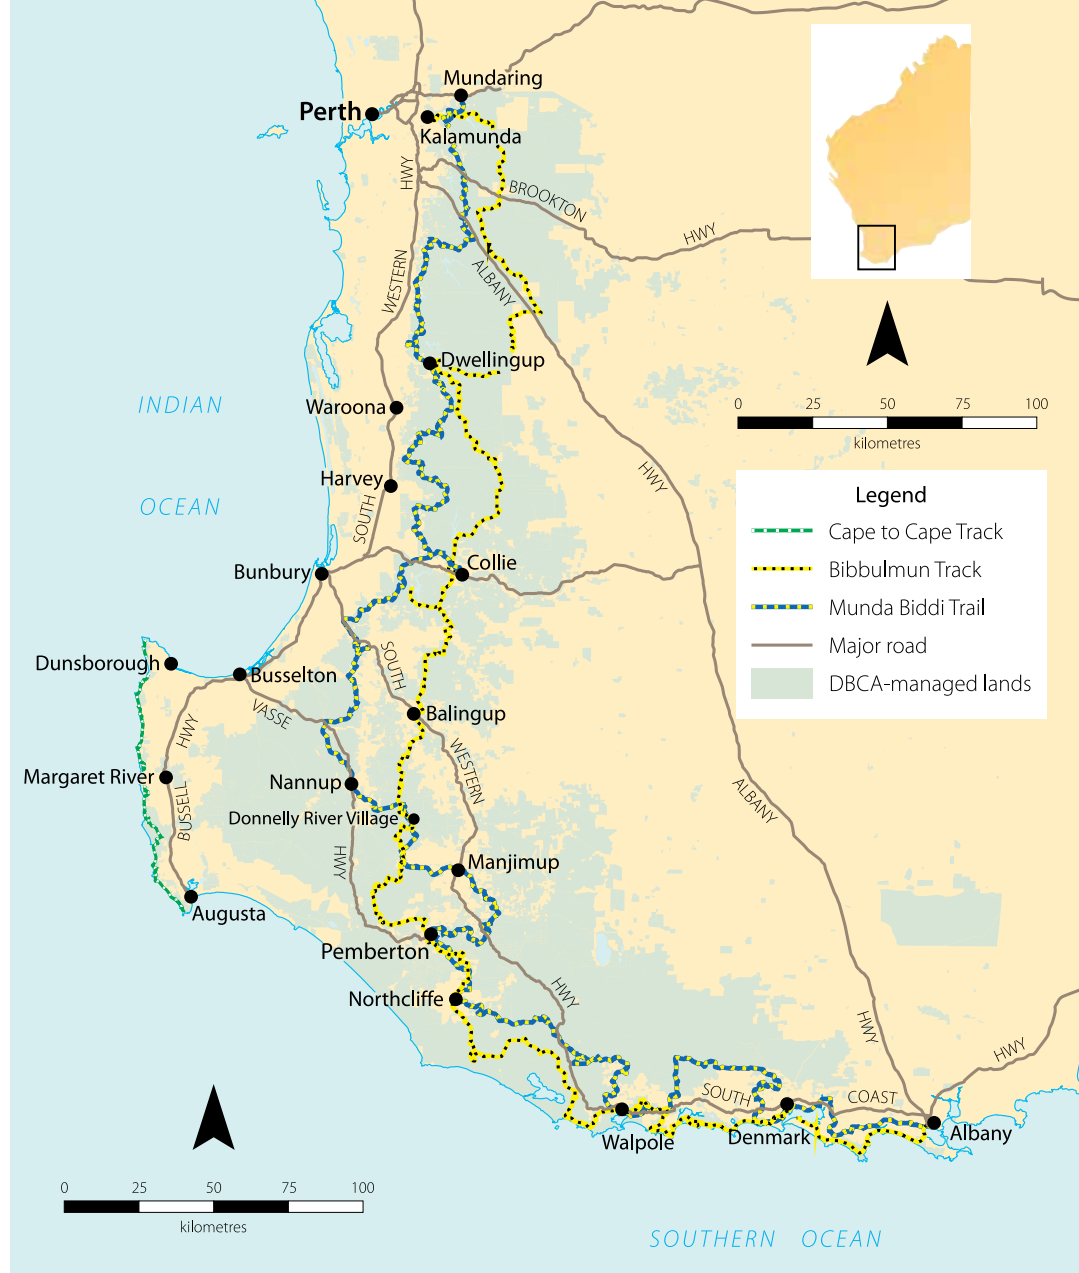 Mundaring
Perth
Kalamunda
HWY
BROOKTON
HWY
WESTERN
ALBANY
Dwellingup
INDIAN
OCEAN
Waroona
Harvey
SOUTH
HWY
Bunbury
Collie
Dunsborough
Busselton
SOUTH
VASSE
HWY
Balingup
WESTERN
Margaret River
Nannup
BUSSELL
Donnelly River Village
HWY
Manjimup
ALBANY
Augusta
Pemberton
Northcliffe
HWY
HWY
HWY
SOUTH
COAST
Walpole
Denmark
Albany
SOUTHERN OCEAN
0 25 50 75 100
kilometres
Legend
Cape to Cape Track
Bibbulmun Track
Munda Biddi Trail
Major road
DBCA-managed lands
0 25 50 75 100
kilometres